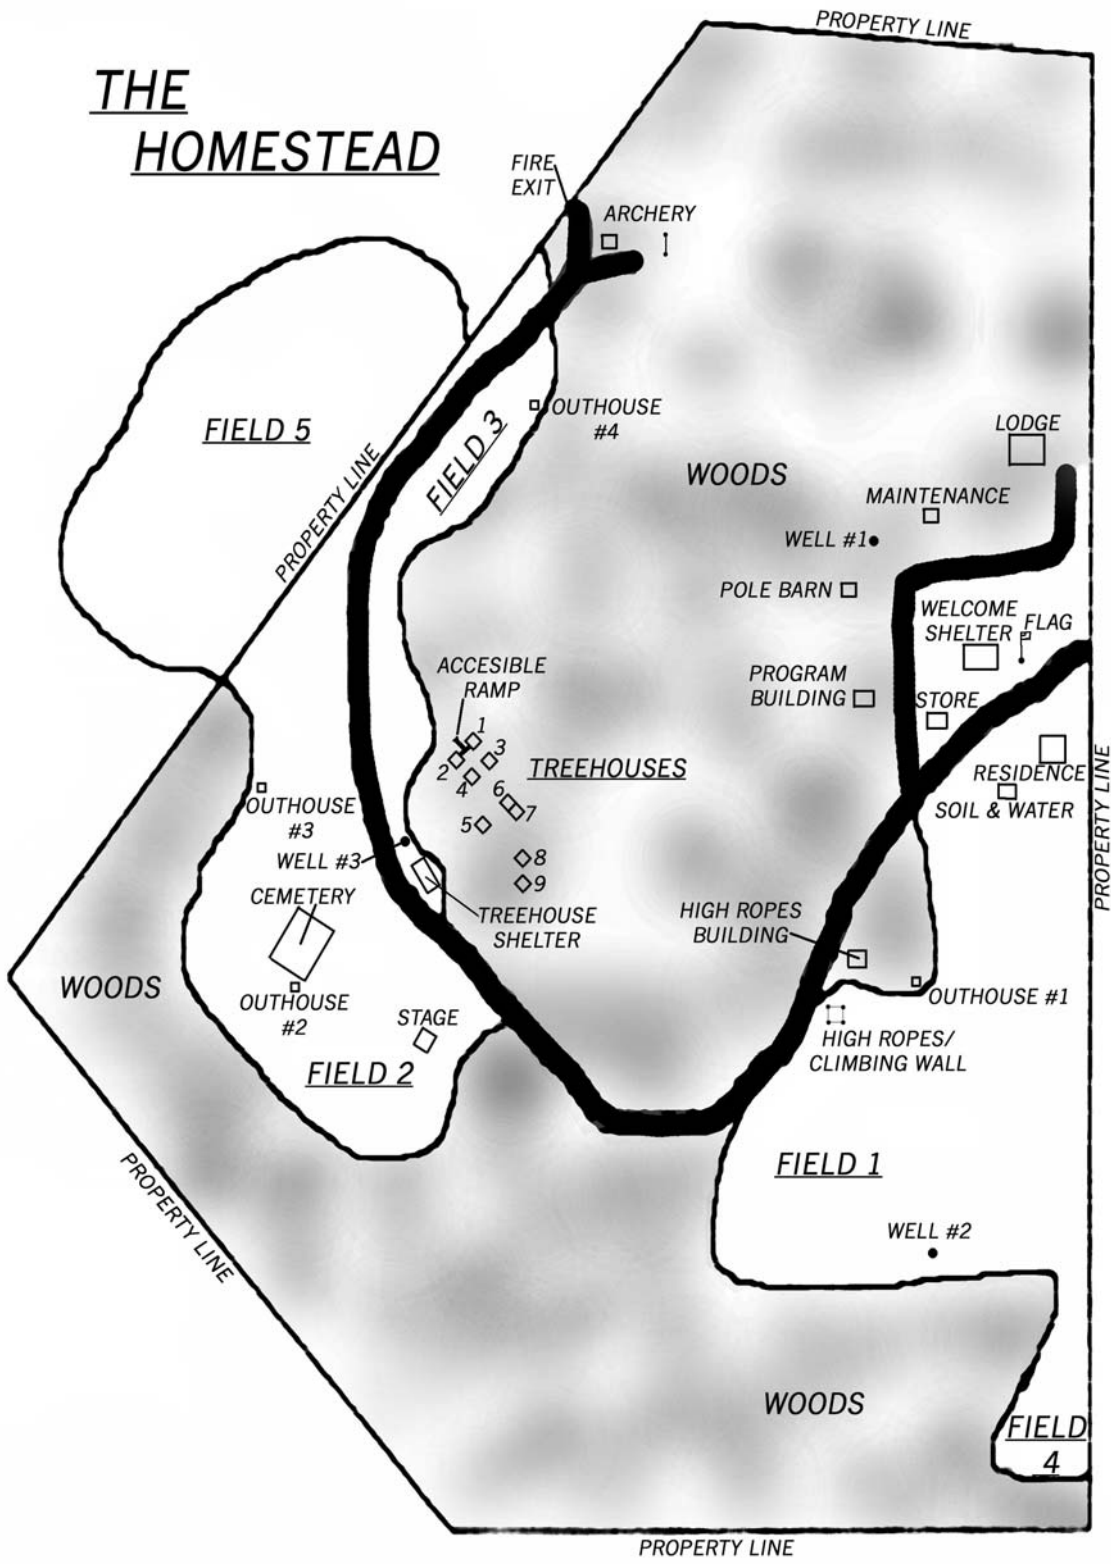 PROPERTY LINE
THE
HOMESTEAD
FIRE
EXIT
ARCHERY
FIELD 5
FIELD 3
OUTHOUSE
#4
LODGE
PROPERTY LINE
WOODS
MAINTENANCE
WELL #1
POLE BARN
WELCOME
SHELTER
FLAG
ACCESIBLE
RAMP
PROGRAM
BUILDING
STORE
1
2
3
4
TREEHOUSES
RESIDENCE
SOIL & WATER
6
7
5
OUTHOUSE
#3
WELL #3
8
9
PROPERTY LINE
CEMETERY
TREEHOUSE
SHELTER
HIGH ROPES
BUILDING
WOODS
OUTHOUSE
#2
STAGE
OUTHOUSE #1
HIGH ROPES/
CLIMBING WALL
FIELD 2
FIELD 1
PROPERTY LINE
WELL #2
WOODS
FIELD
4
PROPERTY LINE